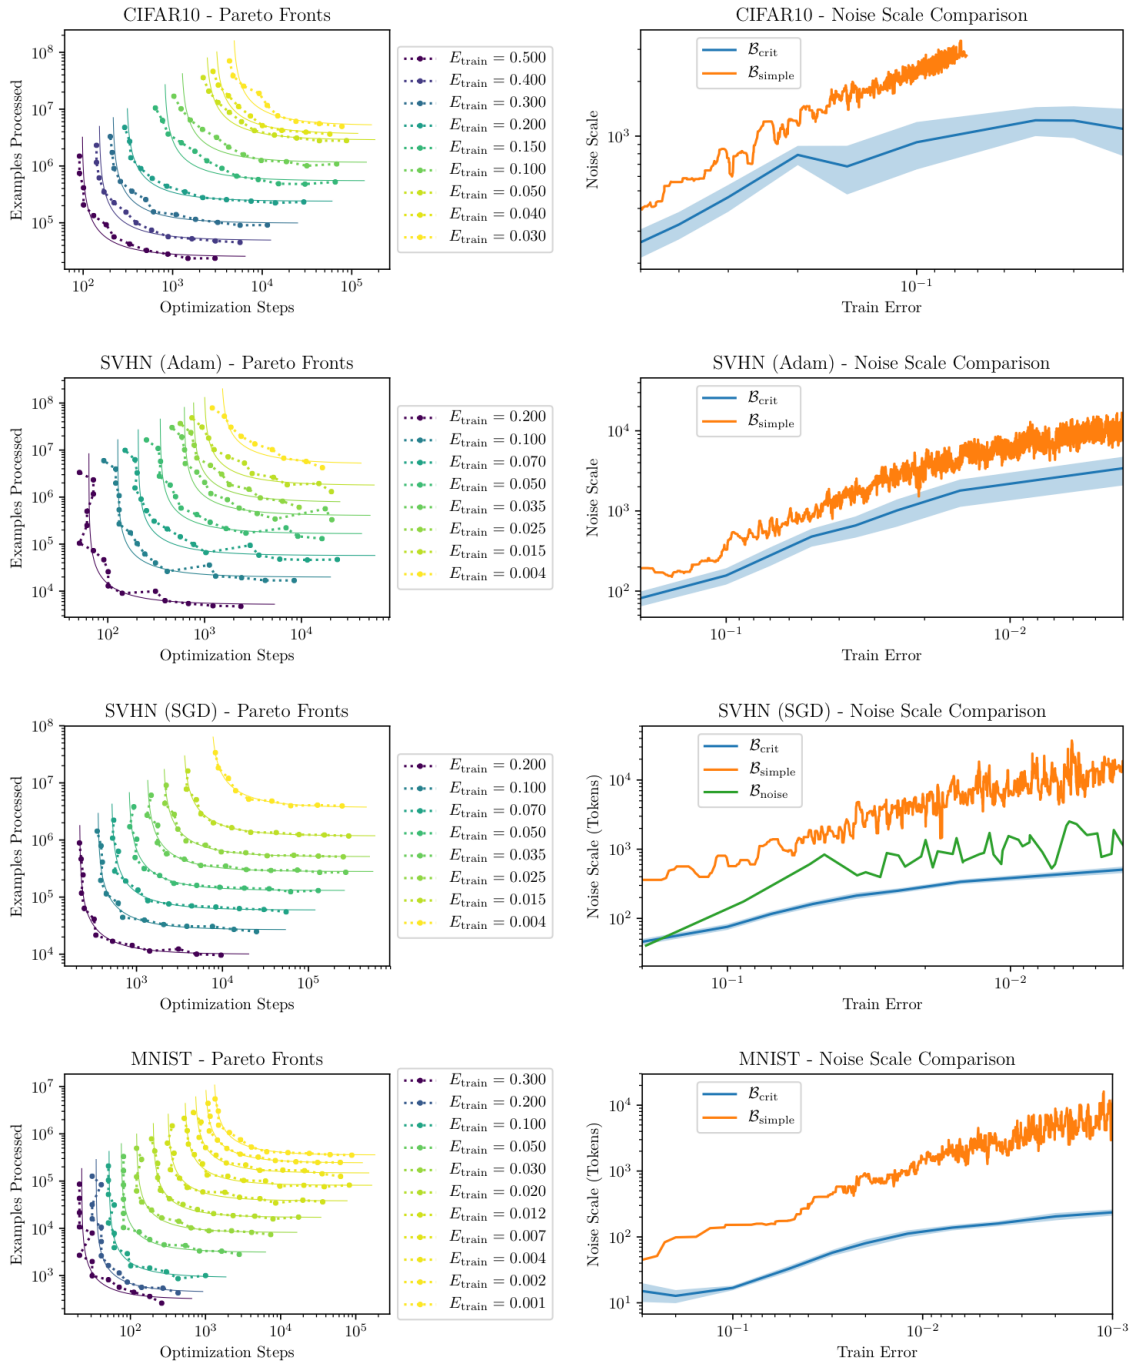 CIFAR10 - Pareto Fronts
Examples Processed
10^8
10^7
10^6
10^5
10^2
10^3
10^4
10^5
Optimization Steps
E_train = 0.500
E_train = 0.400
E_train = 0.300
E_train = 0.200
E_train = 0.150
E_train = 0.100
E_train = 0.050
E_train = 0.040
E_train = 0.030
CIFAR10 - Noise Scale Comparison
Noise Scale
10^3
10^−1
Train Error
B_crit
B_simple
SVHN (Adam) - Pareto Fronts
Examples Processed
10^8
10^7
10^6
10^5
10^4
10^2
10^3
10^4
Optimization Steps
E_train = 0.200
E_train = 0.100
E_train = 0.070
E_train = 0.050
E_train = 0.035
E_train = 0.025
E_train = 0.015
E_train = 0.004
SVHN (Adam) - Noise Scale Comparison
Noise Scale
10^4
10^3
10^2
10^−1
10^−2
Train Error
B_crit
B_simple
SVHN (SGD) - Pareto Fronts
Examples Processed
10^8
10^7
10^6
10^5
10^4
10^3
10^4
10^5
Optimization Steps
E_train = 0.200
E_train = 0.100
E_train = 0.070
E_train = 0.050
E_train = 0.035
E_train = 0.025
E_train = 0.015
E_train = 0.004
SVHN (SGD) - Noise Scale Comparison
Noise Scale (Tokens)
10^4
10^3
10^2
10^−1
10^−2
Train Error
B_crit
B_simple
B_noise
MNIST - Pareto Fronts
Examples Processed
10^7
10^6
10^5
10^4
10^3
10^2
10^3
10^4
10^5
Optimization Steps
E_train = 0.300
E_train = 0.200
E_train = 0.100
E_train = 0.050
E_train = 0.030
E_train = 0.020
E_train = 0.012
E_train = 0.007
E_train = 0.004
E_train = 0.002
E_train = 0.001
MNIST - Noise Scale Comparison
Noise Scale (Tokens)
10^4
10^3
10^2
10^1
10^−1
10^−2
10^−3
Train Error
B_crit
B_simple